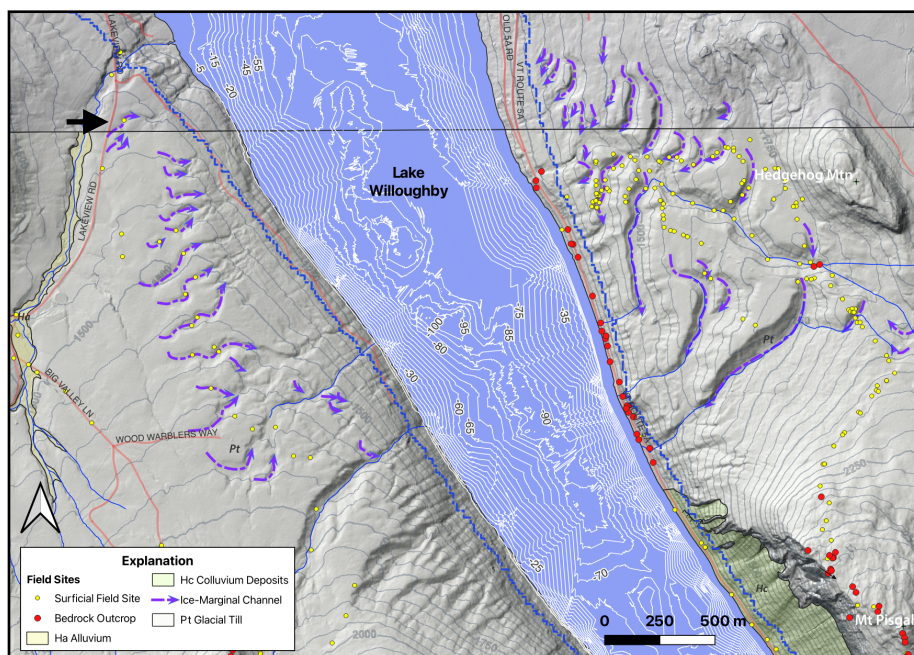 LAKEVIEW RD
-5
-15
-20
-45
-55
OLD 5A RD
VT ROUTE 5A
Lake
Willoughby
Hedgehog Mtn
LAKEVIEW RD
1500
-75
-35
-100
-95
-85
-80
-30
Ha
Pt
BIG VALLEY LN
-60
-65
-90
WOOD WARBLERS WAY
Pt
2250
-25
-70
Hc
2000
Mt Pisgah
Explanation
Field Sites
Surficial Field Site
Bedrock Outcrop
Ha Alluvium
Hc Colluvium Deposits
Ice-Marginal Channel
Pt Glacial Till
0 250 500 m